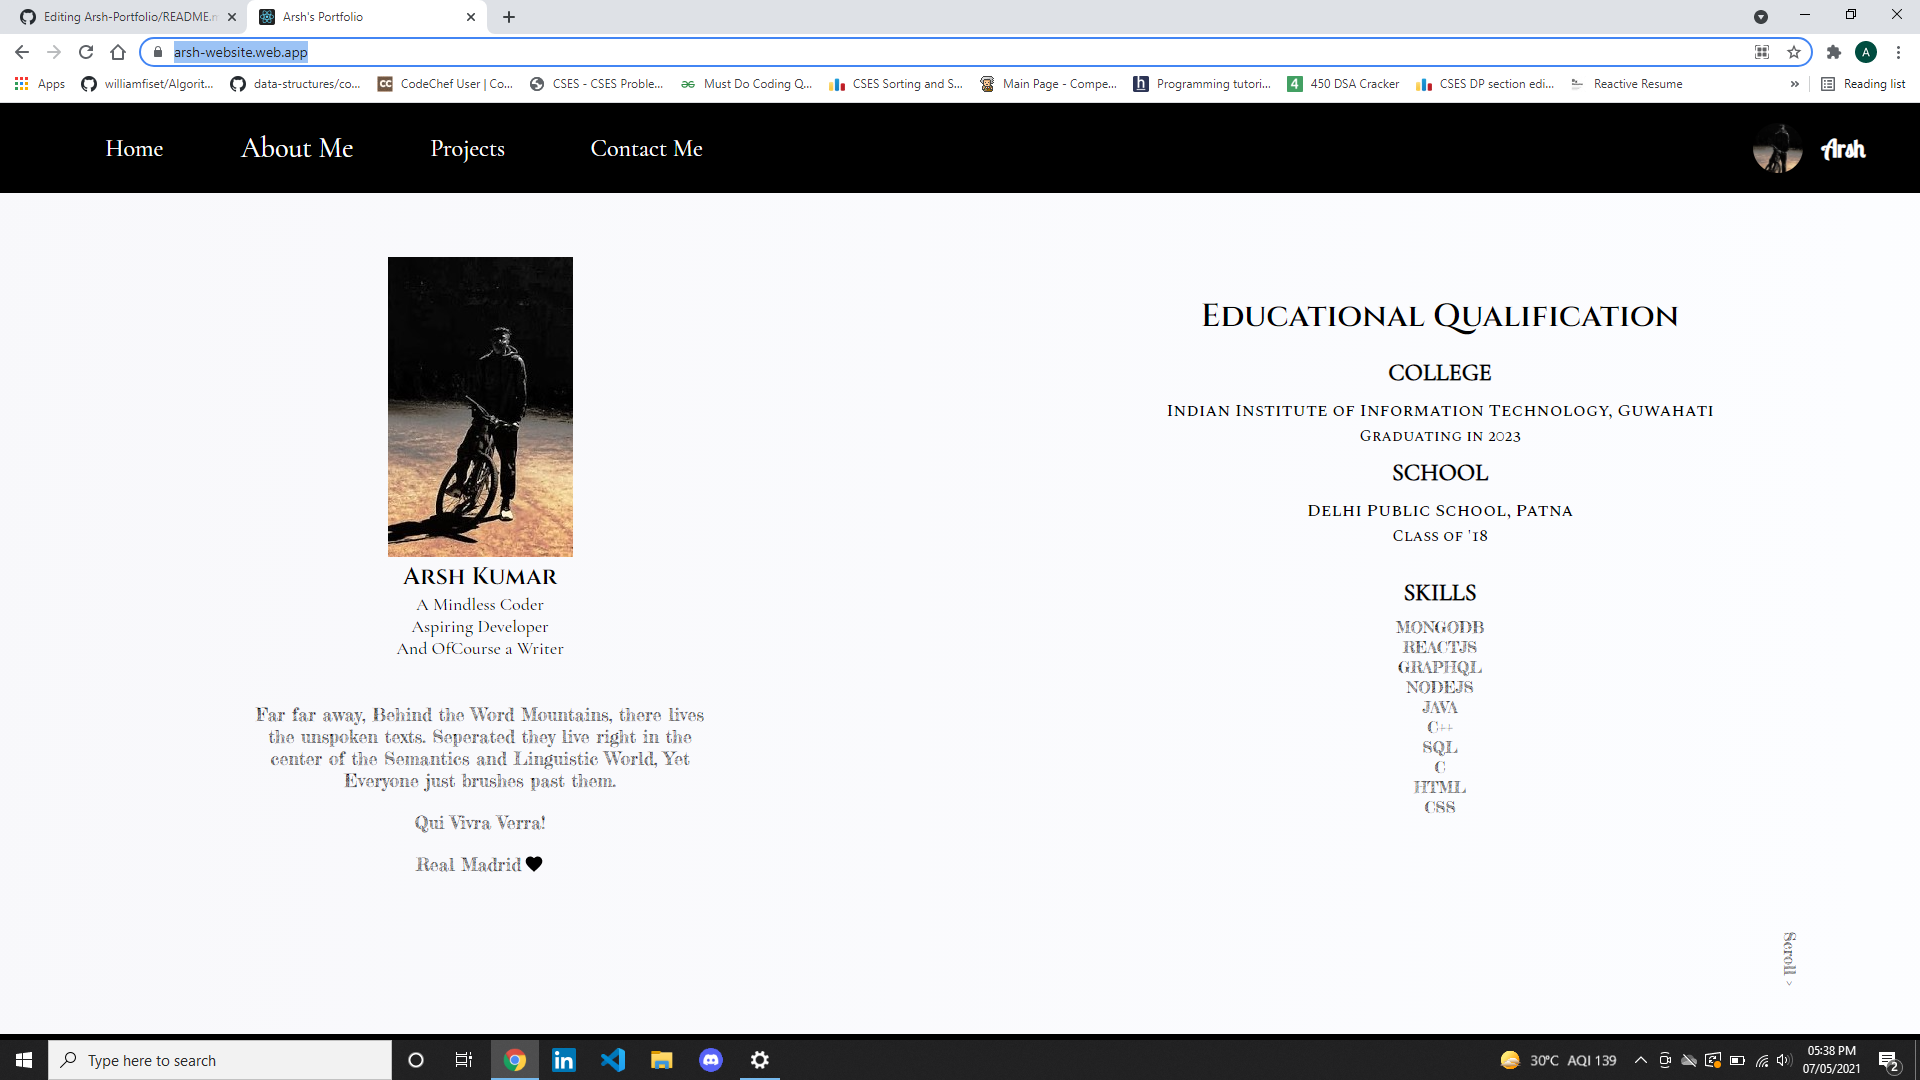 Editing Arsh-Portfolio/README.m
Arsh's Portfolio
arsh-website.web.app
A
Apps
williamfiset/Algorit...
data-structures/co...
CodeChef User | Co...
CSES - CSES Proble...
Must Do Coding Q...
CSES Sorting and S...
Main Page - Compe...
Programming tutori...
450 DSA Cracker
CSES DP section edi...
Reactive Resume
»
Reading list
Home
About Me
Projects
Contact Me
Arsh
Arsh Kumar
A Mindless Coder
Aspiring Developer
And OfCourse a Writer
Far far away, Behind the Word Mountains, there lives
the unspoken texts. Seperated they live right in the
center of the Semantics and Linguistic World, Yet
Everyone just brushes past them.
Qui Vivra Verra!
Real Madrid
Educational Qualification
COLLEGE
Indian Institute of Information Technology, Guwahati
Graduating in 2023
SCHOOL
Delhi Public School, Patna
Class of '18
SKILLS
MONGODB
REACTJS
GRAPHQL
NODEJS
JAVA
C++
SQL
C
HTML
CSS
Scroll >
Type here to search
30°C AQI 139
05:38 PM
07/05/2021
2